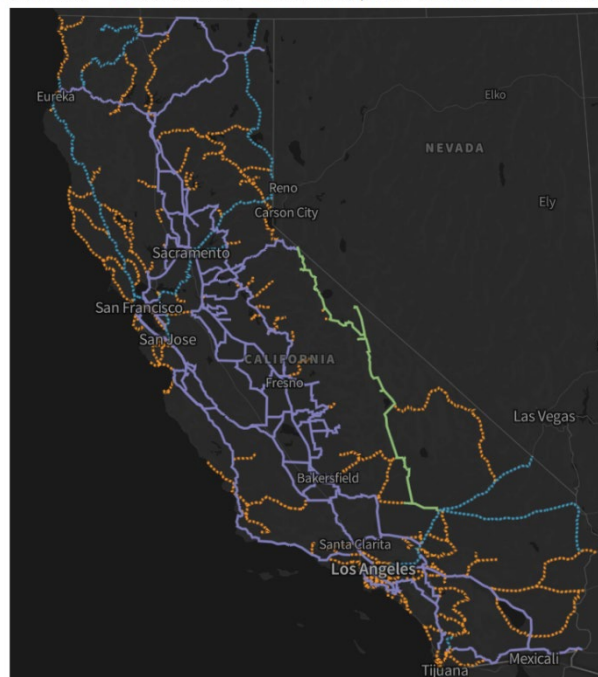 Eureka
Elko
NEVADA
Reno
Carson City
Ely
Sacramento
San Francisco
San Jose
CALIFORNIA
Fresno
Las Vegas
Bakersfield
Santa Clarita
Los Angeles
Mexicali
Tijuana